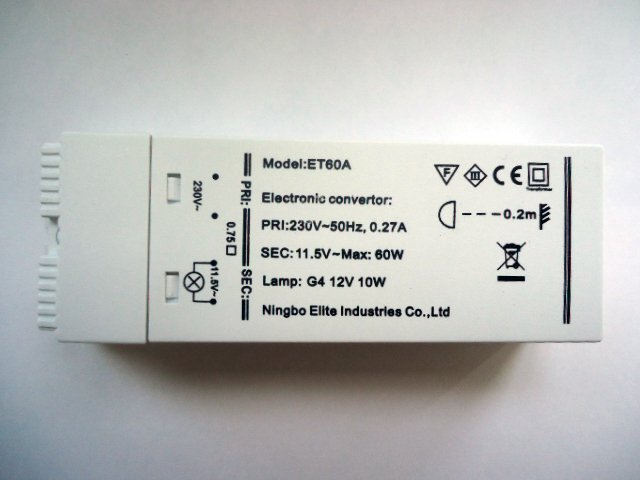 Model:ET60A
Electronic convertor:
PRI:230V~50Hz, 0.27A
SEC: 11.5V~Max: 60W
Lamp: G4 12V 10W
Ningbo Elite Industries Co.,Ltd
PRI:
SEC:
230V~
0.75
11.5V~
F
III
CE
Transformer
0.2m